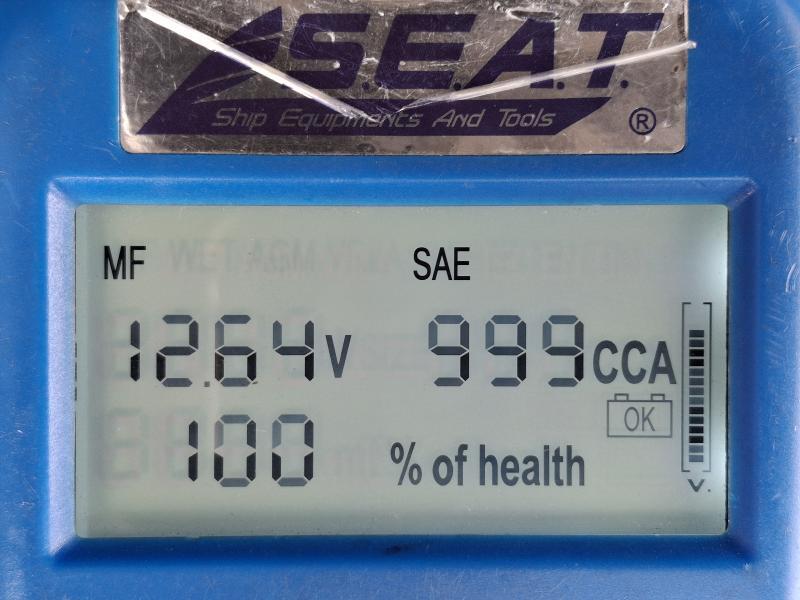 S.E.A.T.
Ship Equipments And Tools ®
MF SAE
12.64 V 999 CCA
OK
100 % of health
V.